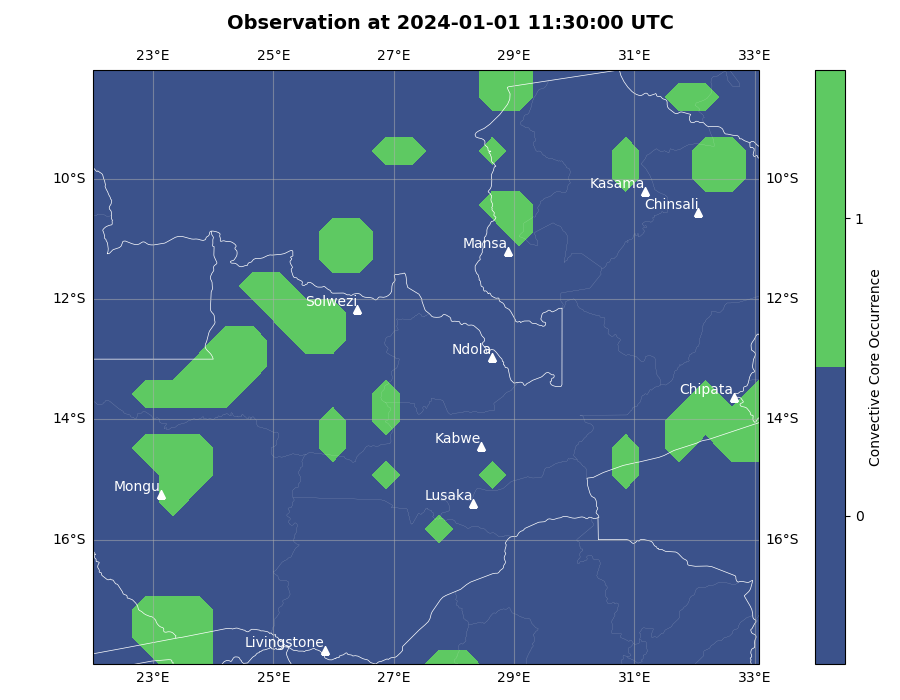 Observation at 2024-01-01 11:30:00 UTC
23°E 25°E 27°E 29°E 31°E 33°E
10°S 10°S
12°S 12°S
14°S 14°S
16°S 16°S
Kasama
Chinsali
Mansa
Solwezi
Ndola
Chipata
Kabwe
Mongu
Lusaka
Livingstone
23°E 25°E 27°E 29°E 31°E 33°E
1
0
Convective Core Occurrence